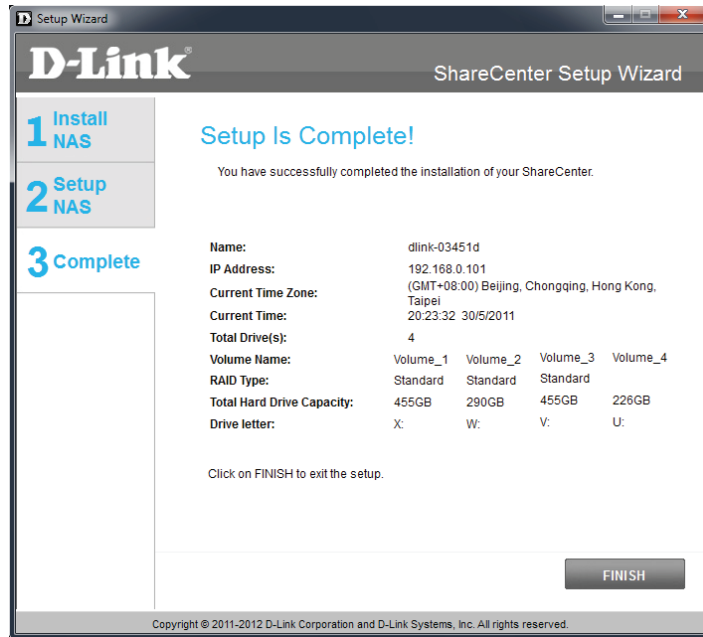 Setup Wizard
D-Link®
ShareCenter Setup Wizard
1 Install
NAS
2 Setup
NAS
3 Complete
Setup Is Complete!
You have successfully completed the installation of your ShareCenter.
Name: dlink-03451d
IP Address: 192.168.0.101
Current Time Zone: (GMT+08:00) Beijing, Chongqing, Hong Kong,
Taipei
Current Time: 20:23:32 30/5/2011
Total Drive(s): 4
Volume Name: Volume_1 Volume_2 Volume_3 Volume_4
RAID Type: Standard Standard Standard
Total Hard Drive Capacity: 455GB 290GB 455GB 226GB
Drive letter: X: W: V: U:
Click on FINISH to exit the setup.
FINISH
Copyright © 2011-2012 D-Link Corporation and D-Link Systems, Inc. All rights reserved.